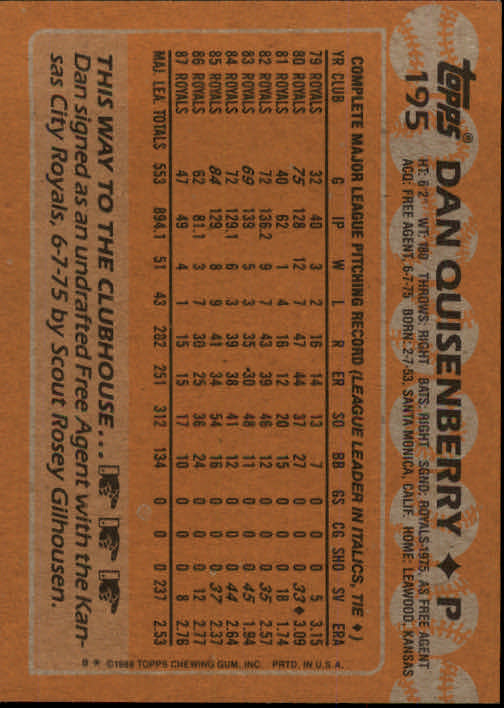 topps®
195
DAN QUISENBERRY ♦ P
HT: 6'2" WT: 180 THROWS: RIGHT BATS: RIGHT SGND: ROYALS-1975, AS FREE AGENT
ACQ: FREE AGENT, 6-7-75 BORN: 2-7-53, SANTA MONICA, CALIF. HOME: LEAWOOD, KANSAS
COMPLETE MAJOR LEAGUE PITCHING RECORD (LEAGUE LEADER IN ITALICS, TIE ♦)
YR CLUB G IP W L R ER SO BB GS CG SHO SV ERA
79 ROYALS 32 40 3 2 16 14 13 7 0 0 0 5 3.15
80 ROYALS 75 128 12 7 47 44 37 27 0 0 0 33♦ 3.09
81 ROYALS 40 62 1 4 16 12 20 15 0 0 0 18 1.74
82 ROYALS 72 136.2 9 7 43 39 46 12 0 0 0 35 2.57
83 ROYALS 69 139 5 3 35 30 48 11 0 0 0 45 1.94
84 ROYALS 72 129.1 6 3 39 38 41 12 0 0 0 44 2.64
85 ROYALS 84 129 8 9 41 34 54 16 0 0 0 37 2.37
86 ROYALS 62 81.1 3 7 30 25 36 24 0 0 0 12 2.77
87 ROYALS 47 49 4 1 15 15 17 10 0 0 0 8 2.76
MAJ. LEA. TOTALS 553 894.1 51 43 282 251 312 134 0 0 0 237 2.53
B * ©1988 TOPPS CHEWING GUM, INC. PRTD. IN U.S.A.
THIS WAY TO THE CLUBHOUSE...
Dan signed as an undrafted Free Agent with the Kan-
sas City Royals, 6-7-75 by Scout Rosey Gilhousen.